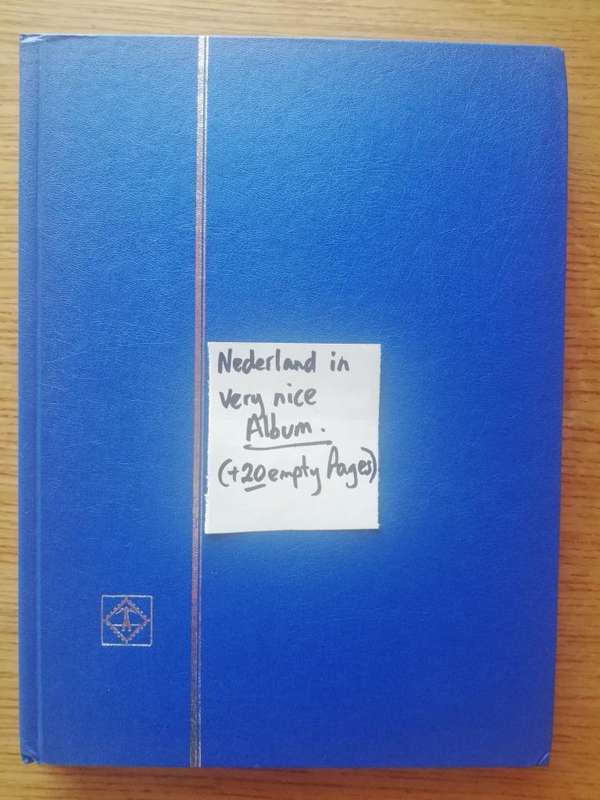 Nederland in
very nice
Album.
(+20 empty Pages)